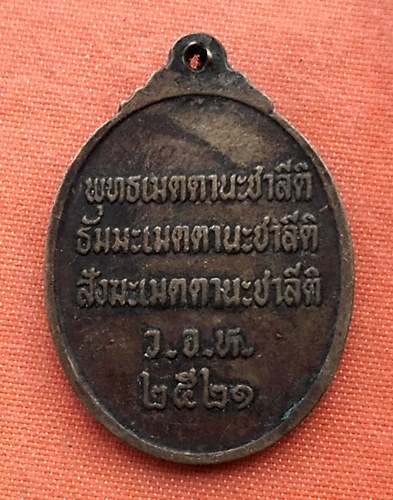 พุทธเมตตานะชาลีติ
ธัมมะเมตตานะชาลีติ
สังฆะเมตตานะชาลีติ
ว.อ.ท.
๒๕๒๑